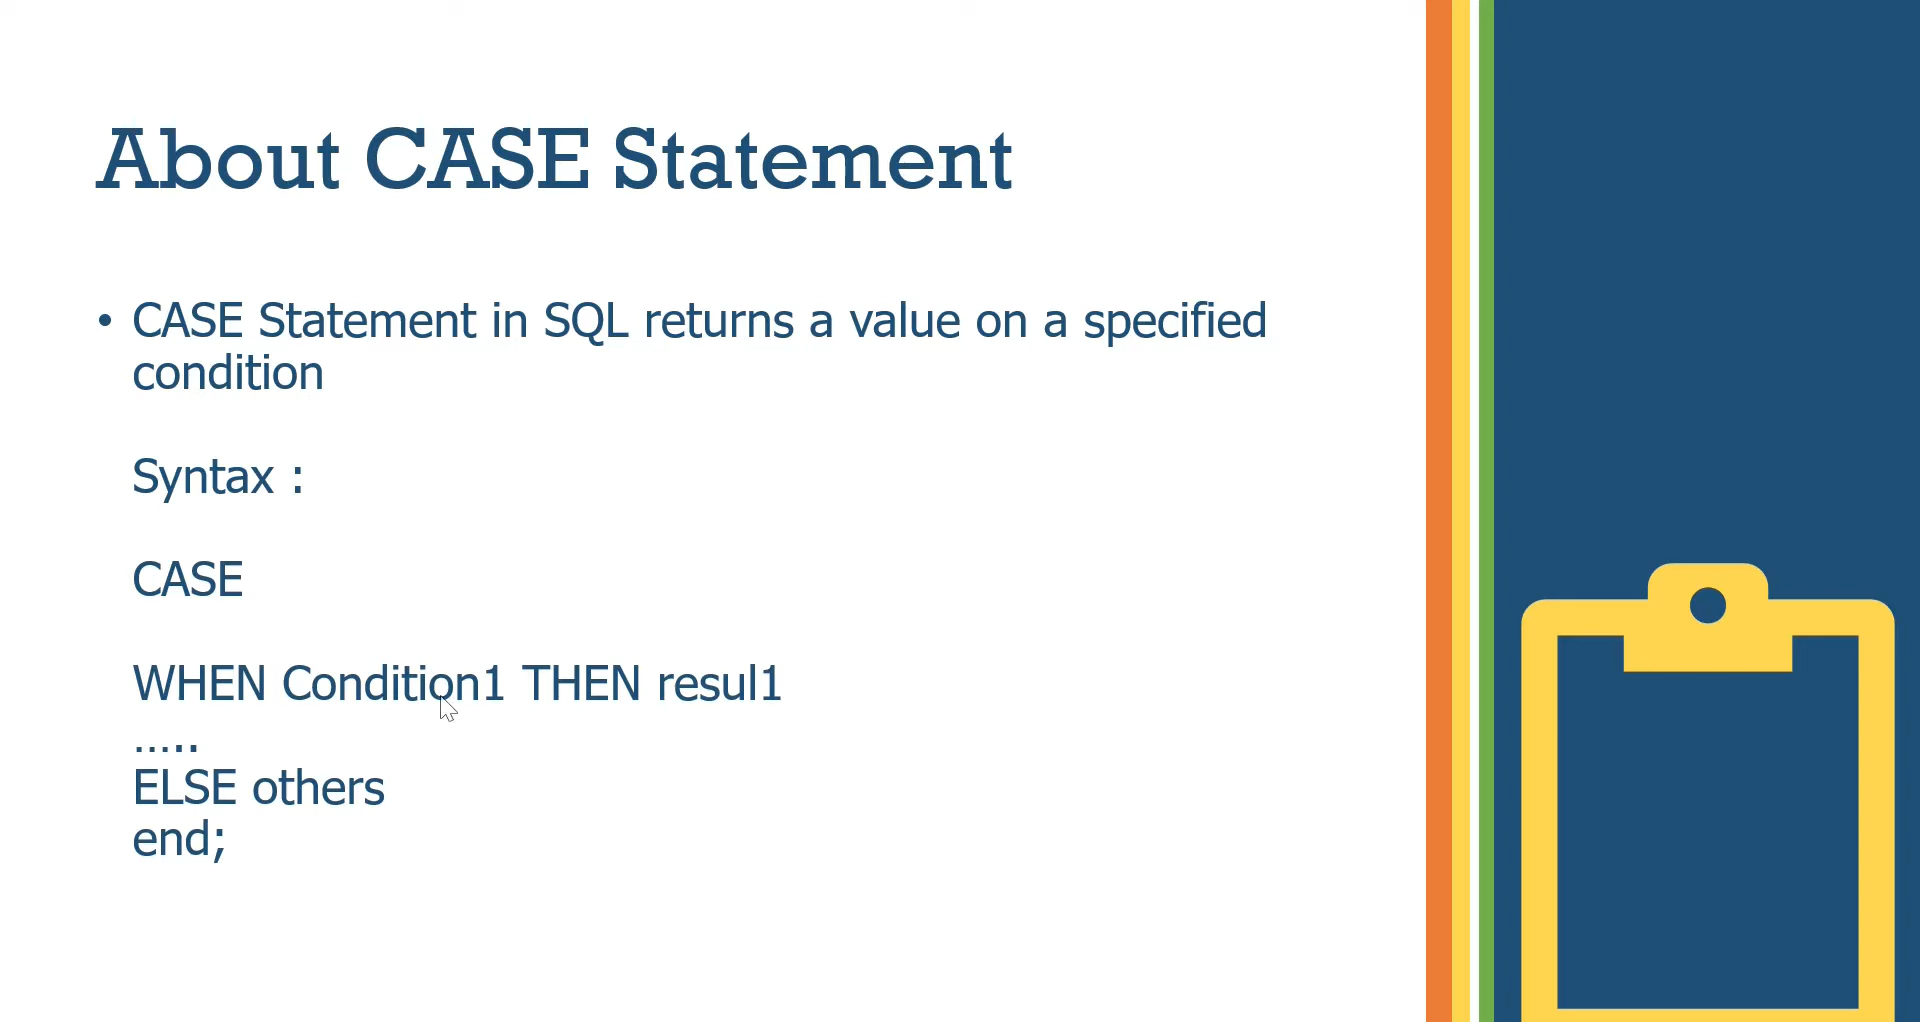 About CASE Statement
• CASE Statement in SQL returns a value on a specified
condition
Syntax :
CASE
WHEN Condition1 THEN resul1
.....
ELSE others
end;